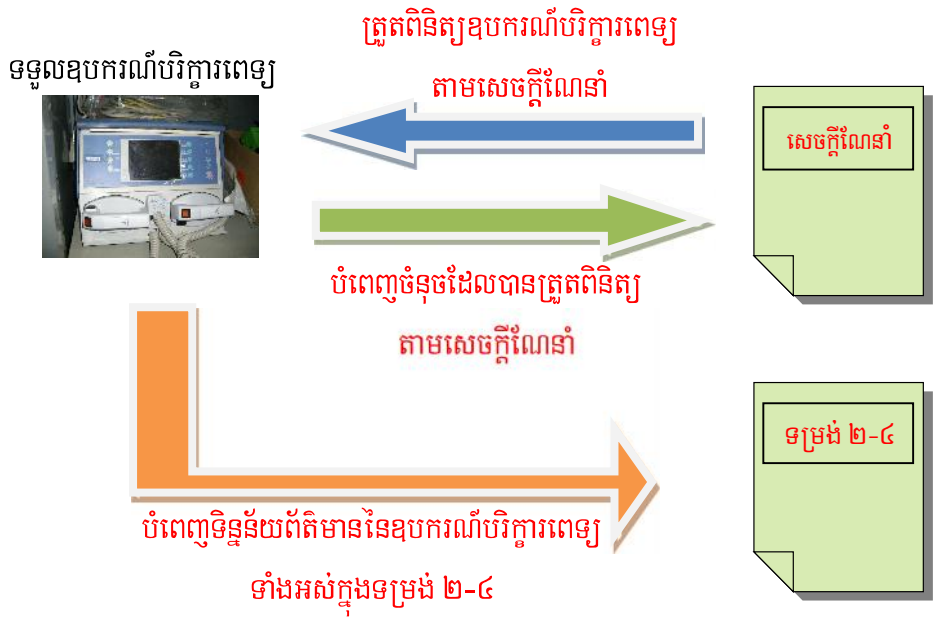 ត្រួតពិនិត្យឧបករណ៍បរិក្ខារពេទ្យ
តាមសេចក្តីណែនាំ
ទទួលឧបករណ៍បរិក្ខារពេទ្យ
សេចក្តីណែនាំ
បំពេញចំនុចដែលបានត្រួតពិនិត្យ
តាមសេចក្តីណែនាំ
ទម្រង់ ២-៤
បំពេញទិន្នន័យព័ត៌មាននៃឧបករណ៍បរិក្ខារពេទ្យ
ទាំងអស់ក្នុងទម្រង់ ២-៤